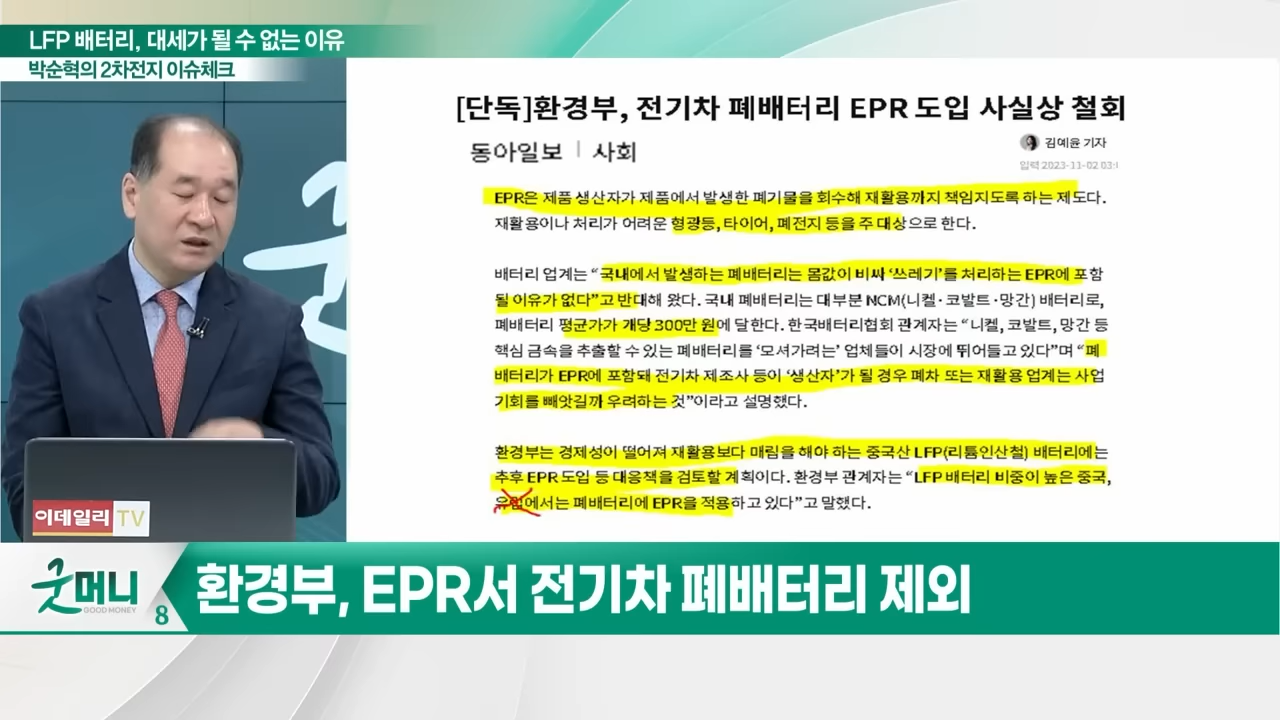 LFP 배터리, 대세가 될 수 없는 이유
박순혁의 2차전지 이슈체크
[단독]환경부, 전기차 폐배터리 EPR 도입 사실상 철회
동아일보 | 사회
김예윤 기자
입력 2023-11-02 03:
EPR은 제품 생산자가 제품에서 발생한 폐기물을 회수해 재활용까지 책임지도록 하는 제도다.
재활용이나 처리가 어려운 형광등, 타이어, 폐전지 등을 주 대상으로 한다.
배터리 업계는 “국내에서 발생하는 폐배터리는 몸값이 비싸 ‘쓰레기’를 처리하는 EPR에 포함
될 이유가 없다”고 반대해 왔다. 국내 폐배터리는 대부분 NCM(니켈·코발트·망간) 배터리로,
폐배터리 평균가가 개당 300만 원에 달한다. 한국배터리협회 관계자는 “니켈, 코발트, 망간 등
핵심 금속을 추출할 수 있는 폐배터리를 ‘모셔가려는’ 업체들이 시장에 뛰어들고 있다”며 “폐
배터리가 EPR에 포함돼 전기차 제조사 등이 ‘생산자’가 될 경우 폐차 또는 재활용 업계는 사업
기회를 빼앗길까 우려하는 것”이라고 설명했다.
환경부는 경제성이 떨어져 재활용보다 매립을 해야 하는 중국산 LFP(리튬인산철) 배터리에는
추후 EPR 도입 등 대응책을 검토할 계획이다. 환경부 관계자는 “LFP 배터리 비중이 높은 중국,
유럽에서는 폐배터리에 EPR을 적용하고 있다”고 말했다.
이데일리 TV
굿머니
GOOD MONEY
8
환경부, EPR서 전기차 폐배터리 제외